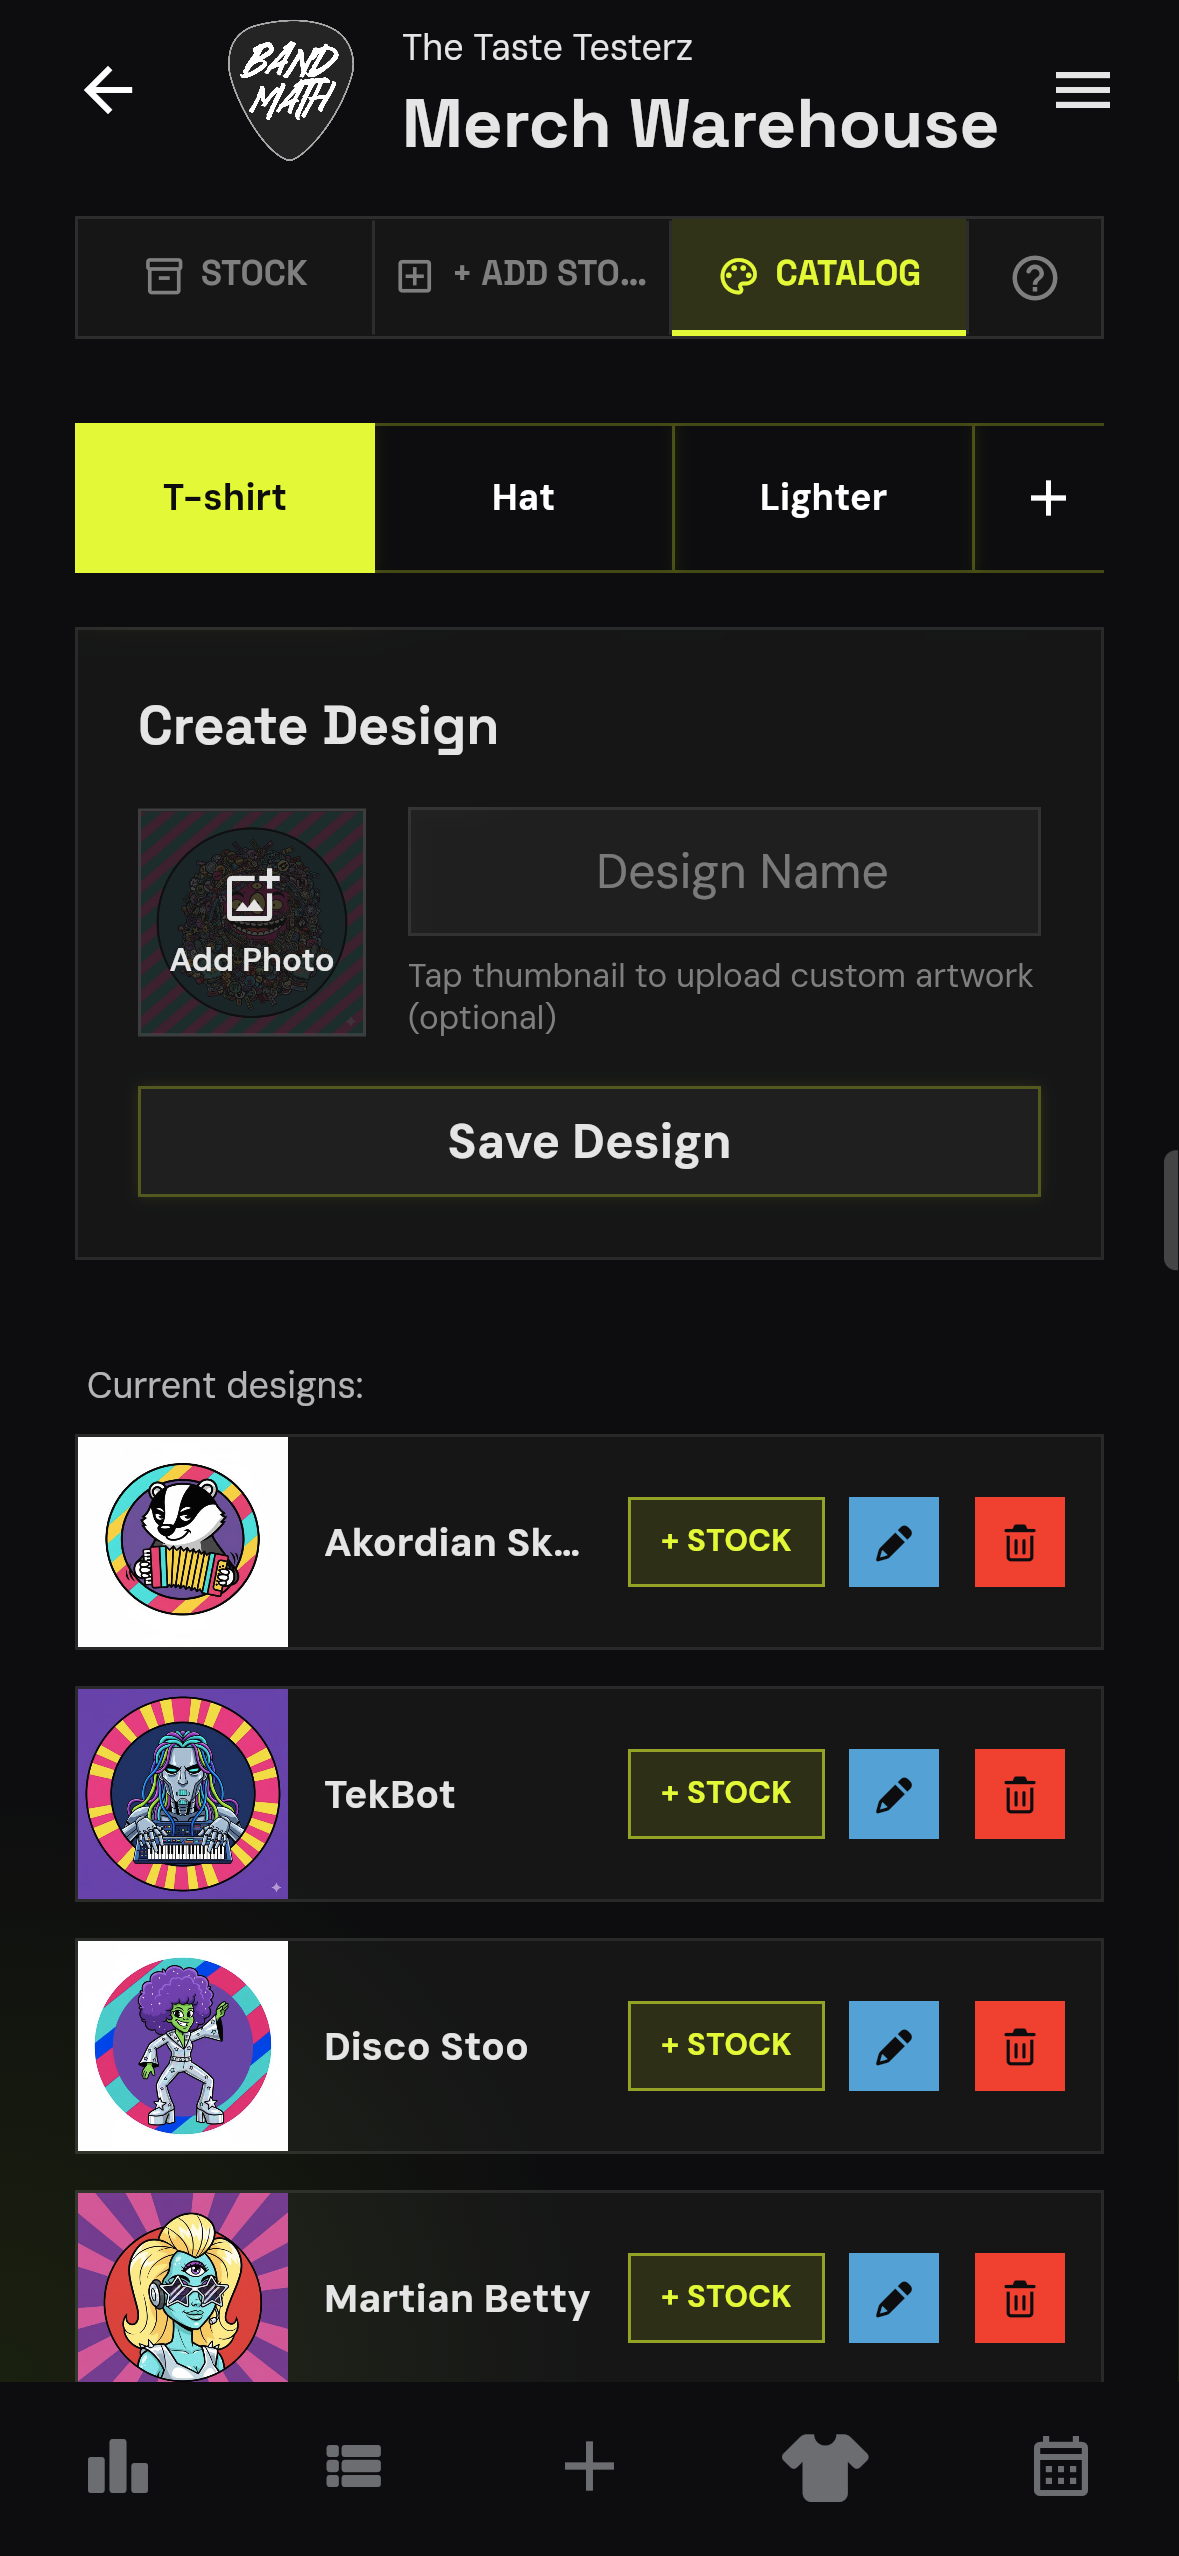 BAND
MATH
The Taste Testerz
Merch Warehouse
STOCK
+ ADD STO...
CATALOG
T-shirt
Hat
Lighter
Create Design
Add Photo
Design Name
Tap thumbnail to upload custom artwork
(optional)
Save Design
Current designs:
Akordian Sk...
+ STOCK
TekBot
+ STOCK
Disco Stoo
+ STOCK
Martian Betty
+ STOCK